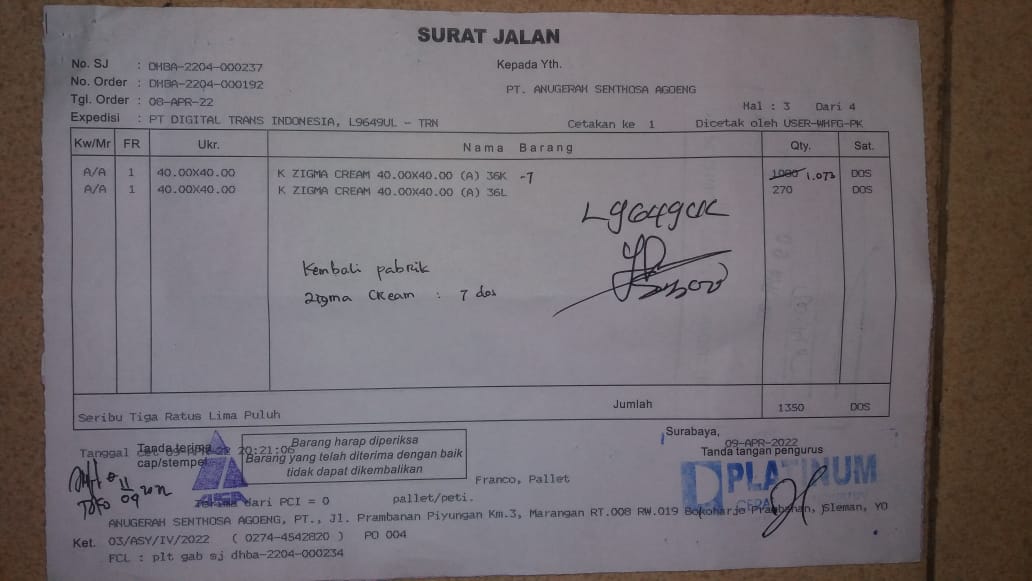 SURAT JALAN
No. SJ : DHBA-2204-000237
Kepada Yth.
No. Order : DHBA-2204-000192
PT. ANUGERAH SENTHOSA AGOENG
Tgl. Order : 08-APR-22
Hal : 3 Dari 4
Expedisi : PT DIGITAL TRANS INDONESIA, L9649UL - TRN
Cetakan ke 1 Dicetak oleh USER-WHFG-PK
Kw/Mr FR Ukr. Nama Barang Qty. Sat.
A/A 1 40.00X40.00 K ZIGMA CREAM 40.00X40.00 (A) 36K -7 1080 1.073 DOS
A/A 1 40.00X40.00 K ZIGMA CREAM 40.00X40.00 (A) 36L 270 DOS
L9649UK
Kembali pabrik
Zigma Cream : 7 dos
Jumlah 1350 DOS
Seribu Tiga Ratus Lima Puluh
Surabaya, 09-APR-2022
Tanda terima
cap/stempel
Tanggal Cet 09-APR-22 20:21:06
Barang harap diperiksa
Barang yang telah diterima dengan baik
tidak dapat dikembalikan
Tanda tangan pengurus
PLATINUM
Franco, Pallet
Terima dari PCI = 0 pallet/peti.
ANUGERAH SENTHOSA AGOENG, PT., Jl. Prambanan Piyungan Km.3, Marangan RT.008 RW.019 Bokoharjo Prambanan, Sleman, YO
Ket. 03/ASY/IV/2022 ( 0274-4542820 ) PO 004
FCL : plt gab sj dhba-2204-000234